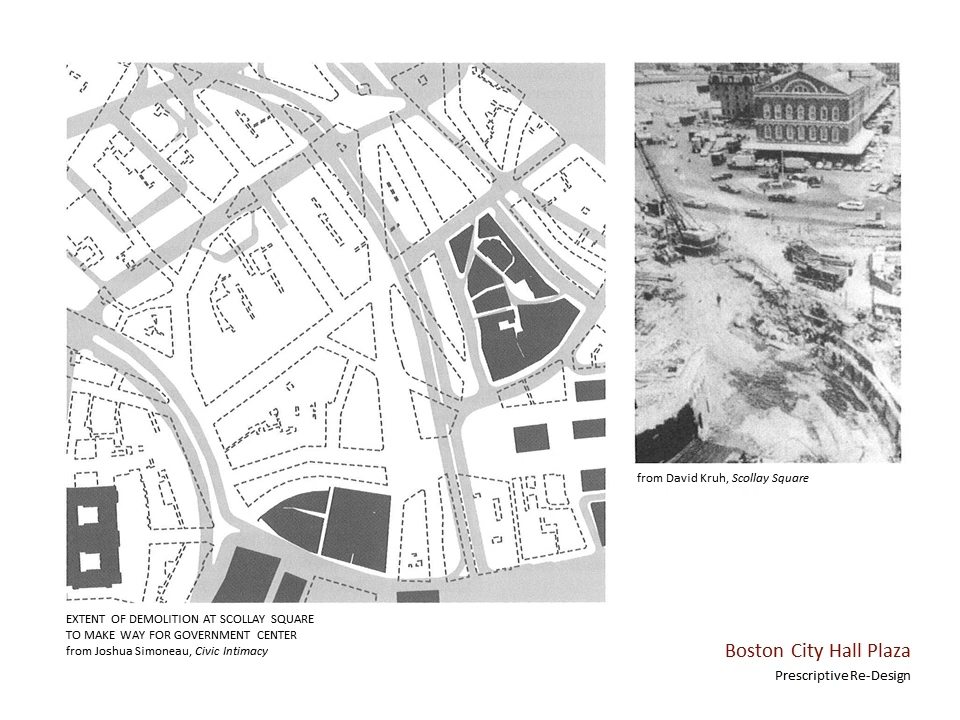 EXTENT OF DEMOLITION AT SCOLLAY SQUARE
TO MAKE WAY FOR GOVERNMENT CENTER
from Joshua Simoneau, Civic Intimacy
from David Kruh, Scollay Square
Boston City Hall Plaza
Prescriptive Re-Design